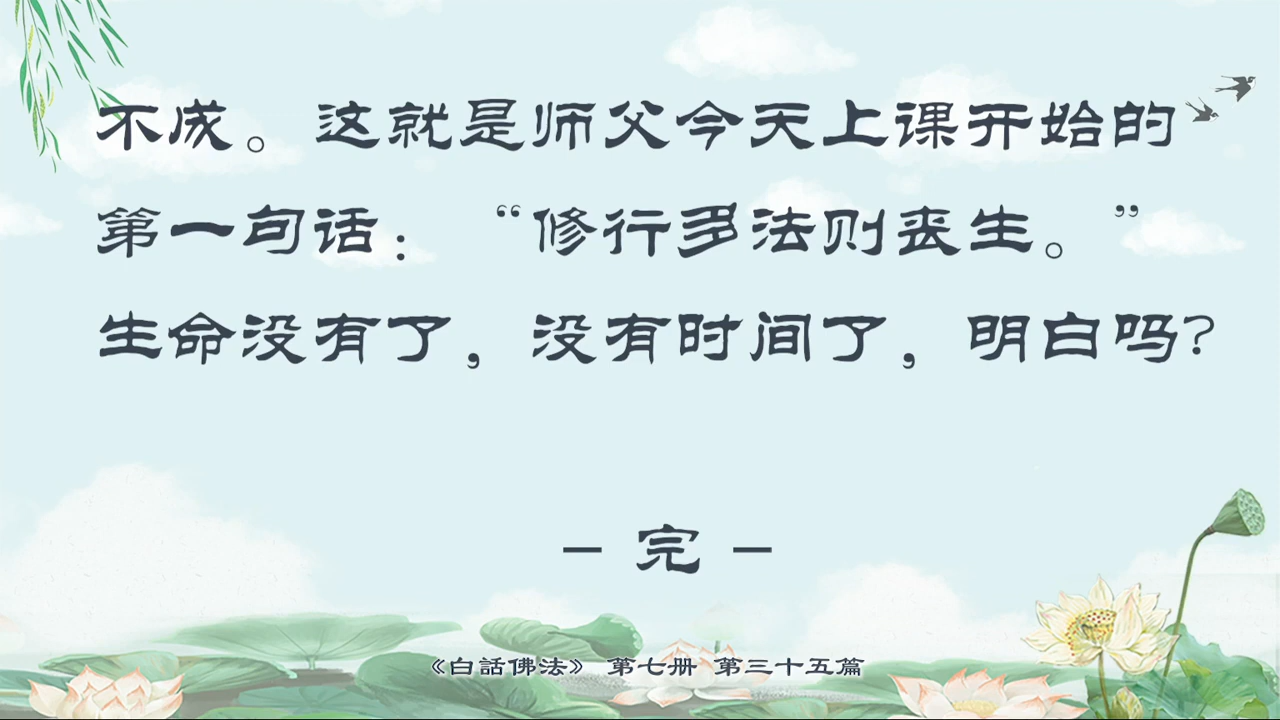 不成。这就是师父今天上课开始的
第一句话：“修行多法则丧生。”
生命没有了，没有时间了，明白吗？
– 完 –
《白話佛法》 第七册 第三十五篇